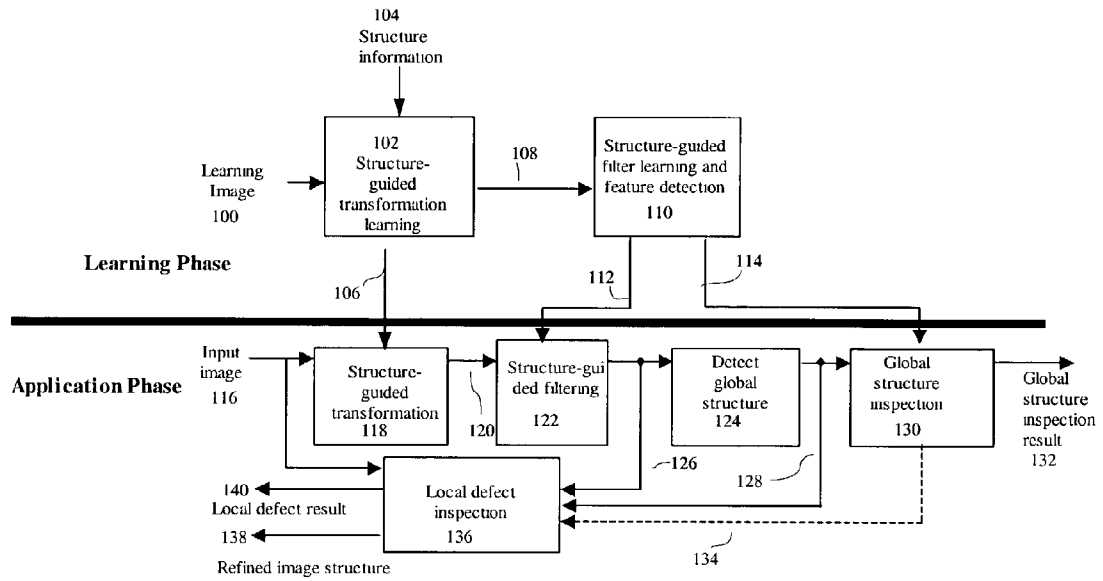 104
Structure
information
102
Structure-
guided
transformation
learning
Learning
Image
100
108
Structure-guided
filter learning and
feature detection
110
Learning Phase
106
112
114
Application Phase
Input
image
116
Structure-
guided
transformation
118
120
Structure-gui
ded filtering
122
Detect
global
structure
124
Global
structure
inspection
130
Global
structure
inspection
result
132
126
128
Local defect
inspection
136
140
Local defect result
138
Refined image structure
134